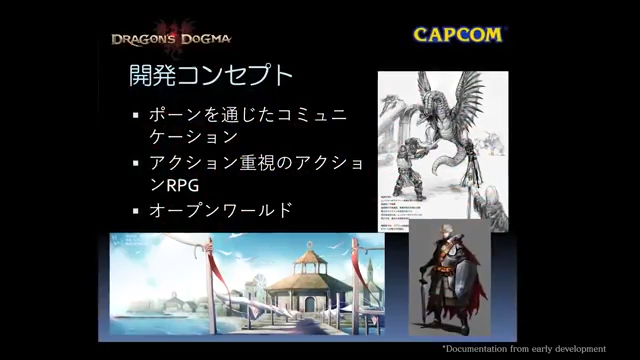 DRAGON'S DOGMA
CAPCOM
開発コンセプト
▪ ポーンを通じたコミュニ
ケーション
▪ アクション重視のアクショ
ンRPG
▪ オープンワールド
*Documentation from early development